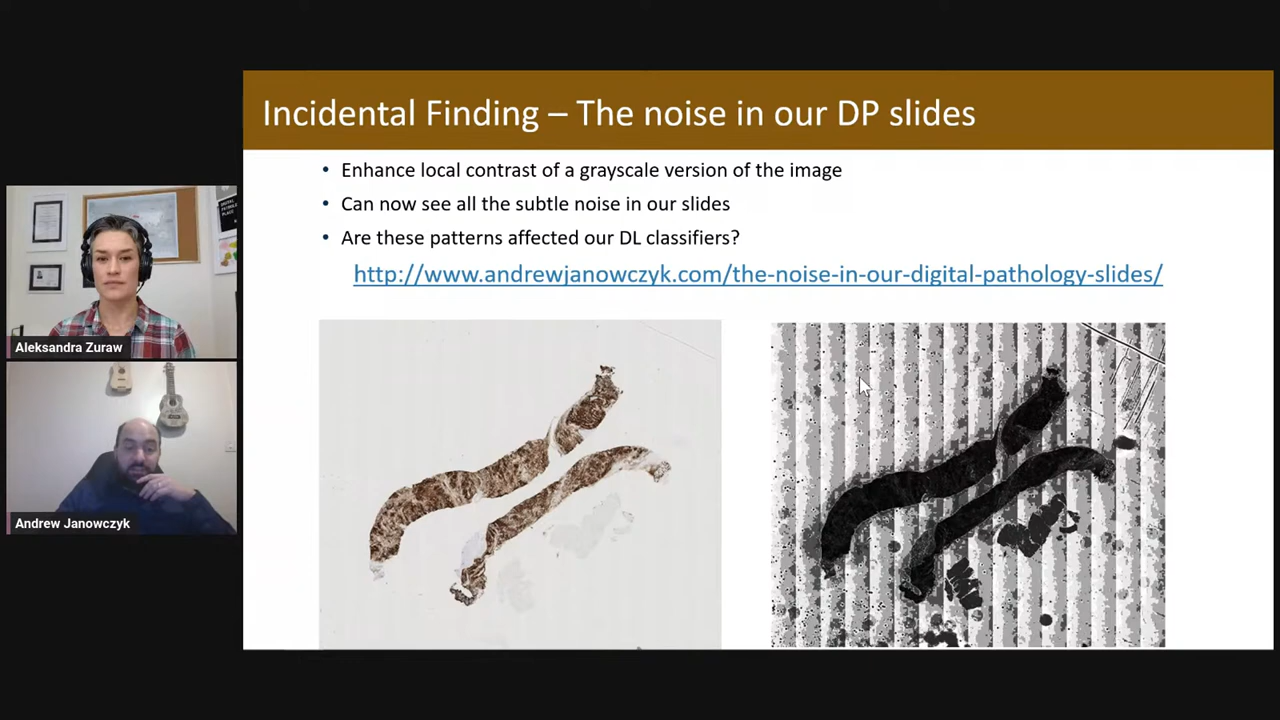 Incidental Finding – The noise in our DP slides
• Enhance local contrast of a grayscale version of the image
• Can now see all the subtle noise in our slides
• Are these patterns affected our DL classifiers?
http://www.andrewjanowczyk.com/the-noise-in-our-digital-pathology-slides/
Aleksandra Zuraw
Andrew Janowczyk